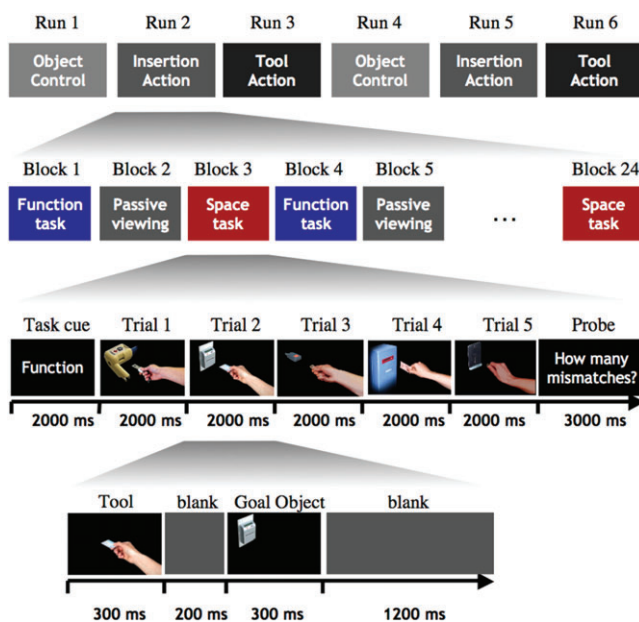 Run 1 Run 2 Run 3 Run 4 Run 5 Run 6
Object Insertion Tool Object Insertion Tool
Control Action Action Control Action Action
Block 1 Block 2 Block 3 Block 4 Block 5 Block 24
Function Passive Space Function Passive Space
task viewing task task viewing ... task
Task cue Trial 1 Trial 2 Trial 3 Trial 4 Trial 5 Probe
Function How many
mismatches?
2000 ms 2000 ms 2000 ms 2000 ms 2000 ms 2000 ms 3000 ms
Tool blank Goal Object blank
300 ms 200 ms 300 ms 1200 ms